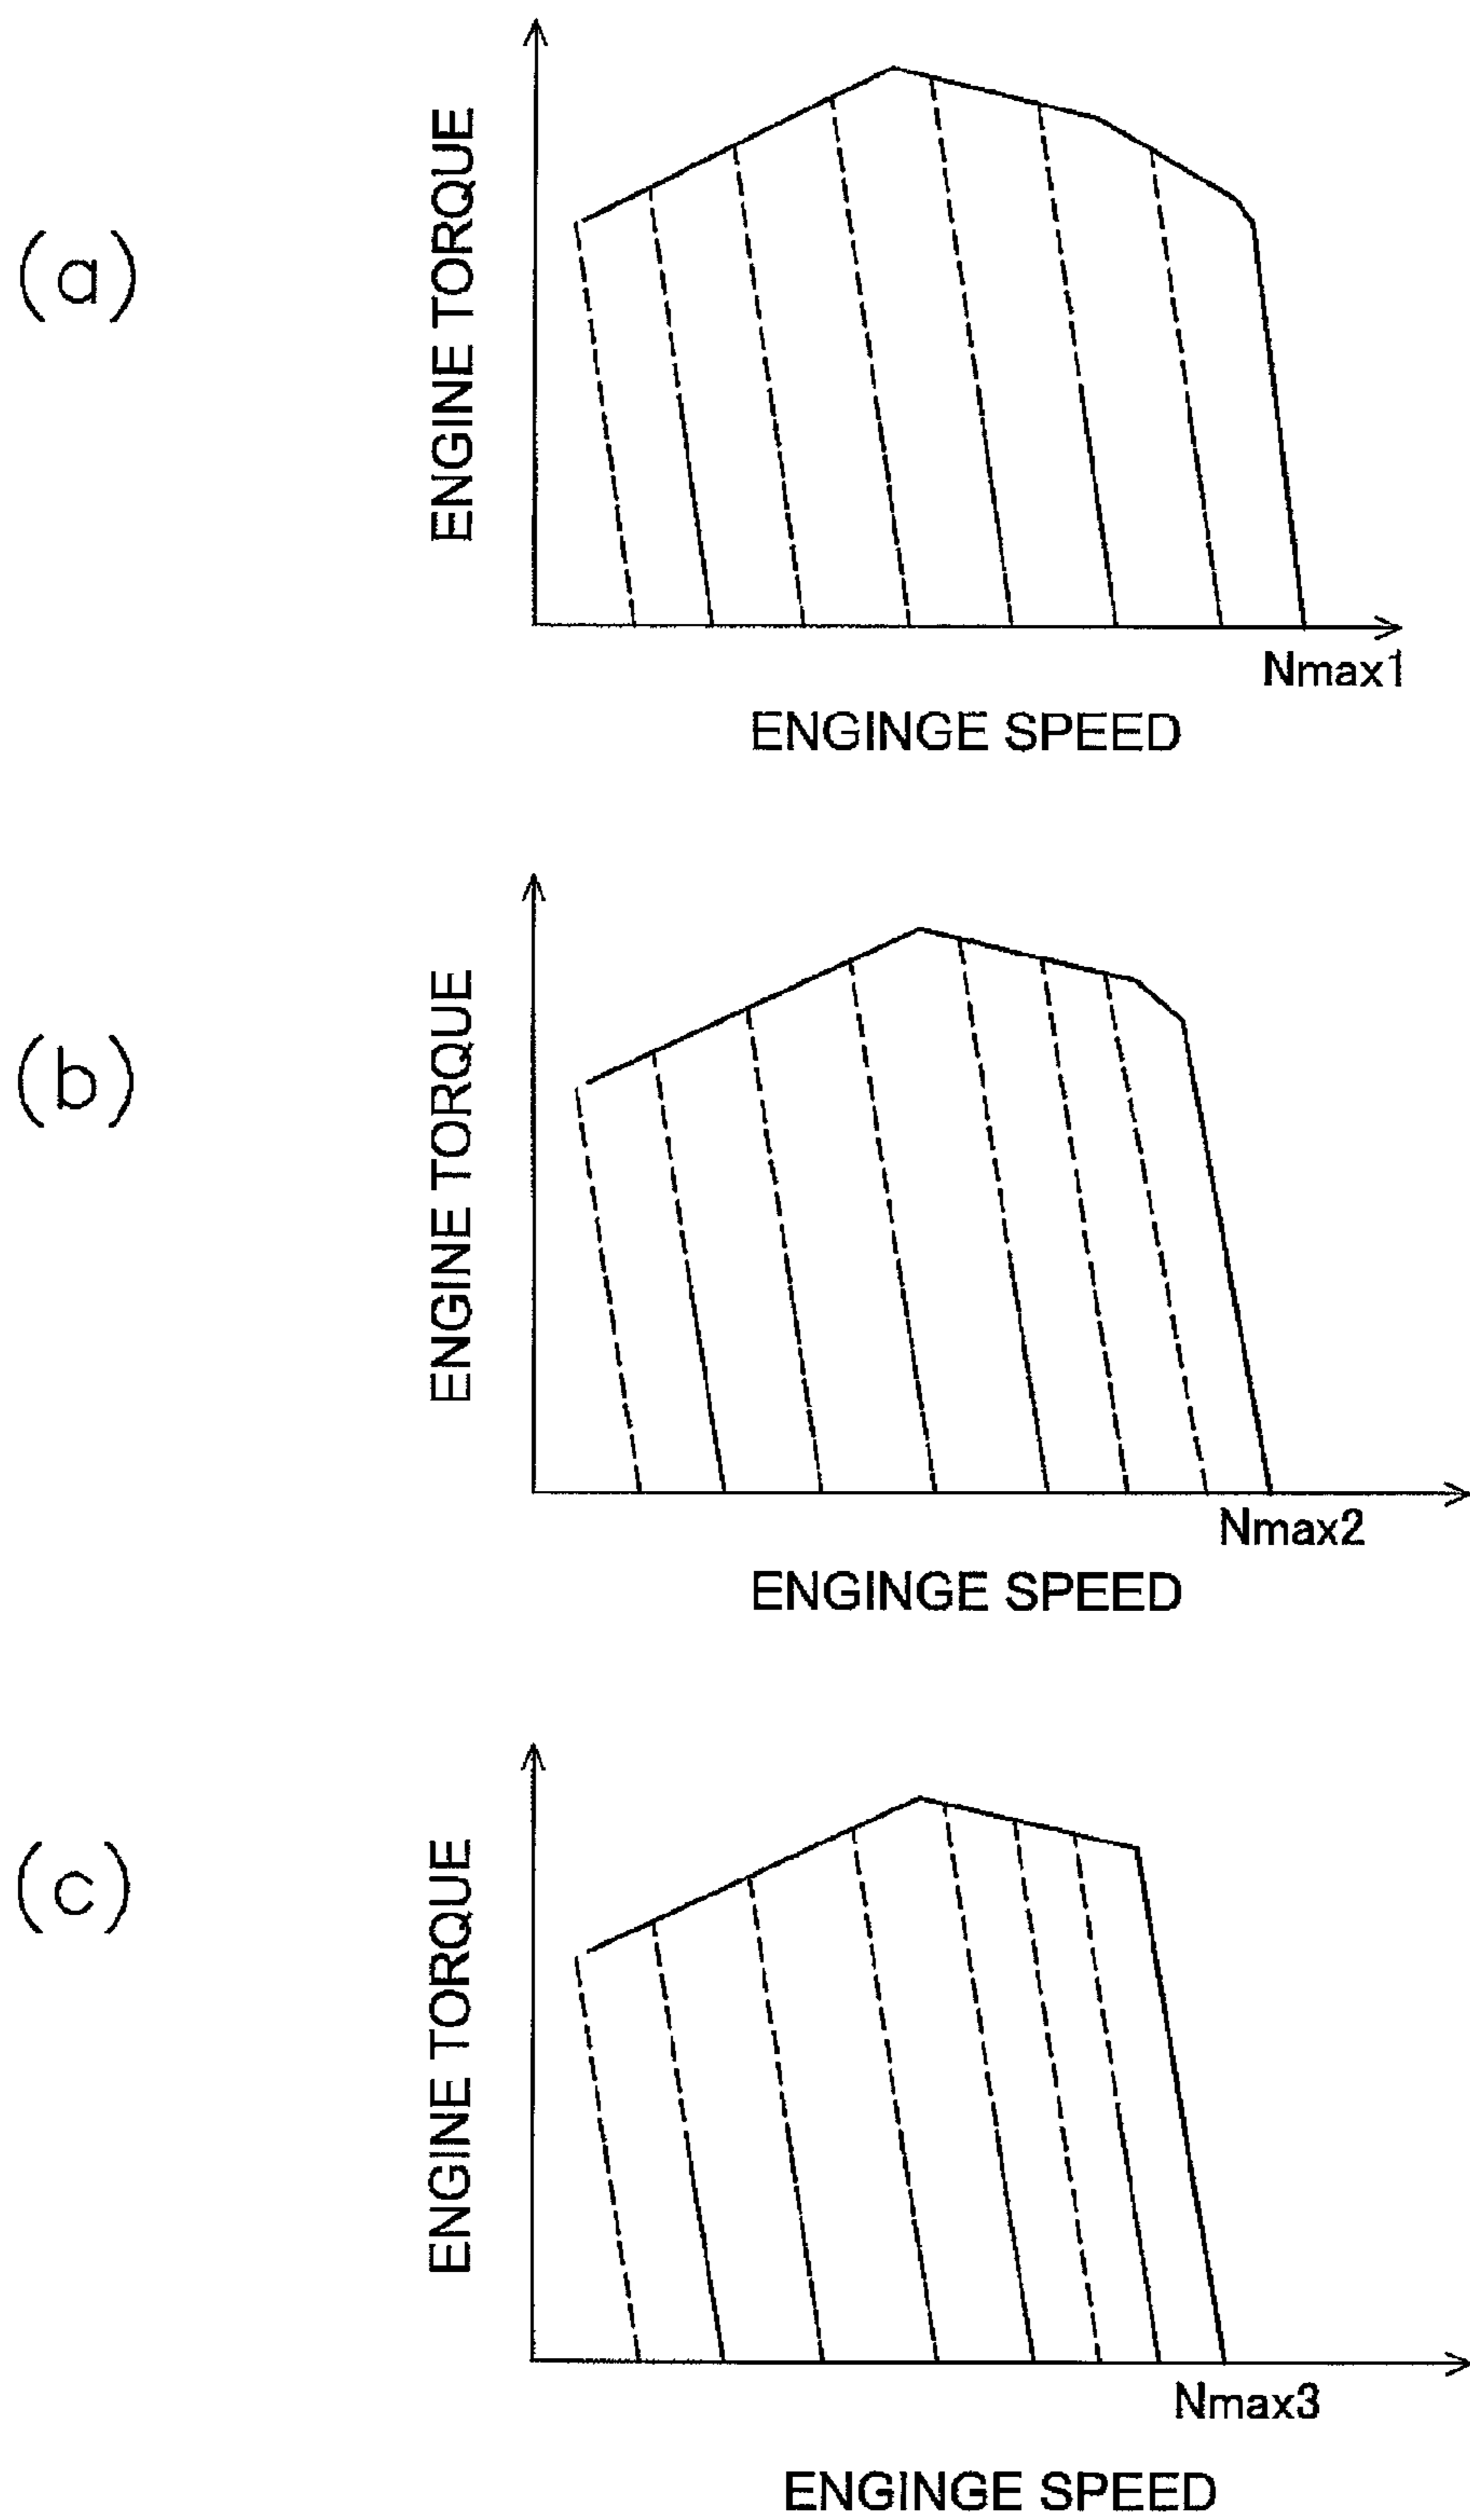 (a)
ENGINE TORQUE
Nmax1
ENGINGE SPEED
(b)
ENGINE TORQUE
Nmax2
ENGINGE SPEED
(c)
ENGINE TORQUE
Nmax3
ENGINGE SPEED